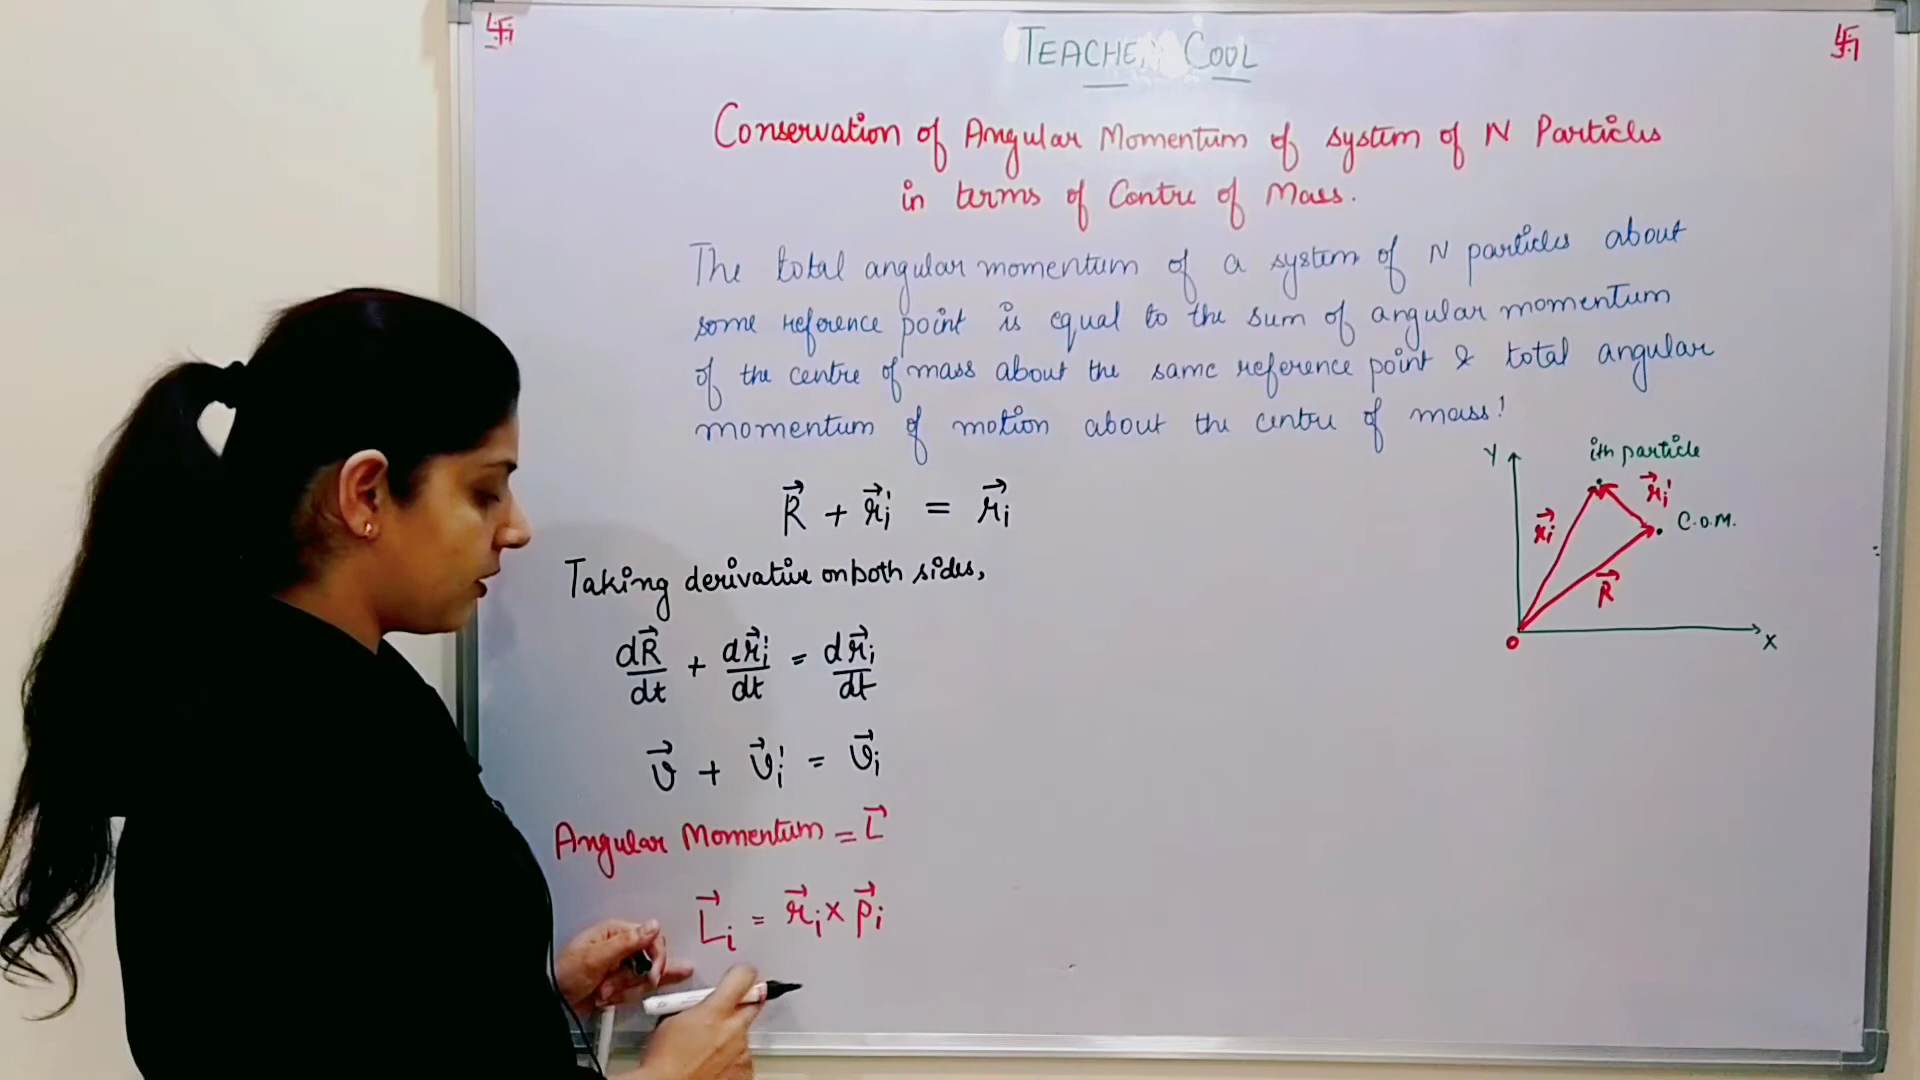 TEACHER COOL
Conservation of Angular Momentum of system of N Particles
in terms of Centre of Mass.
The total angular momentum of a system of N particles about
some reference point is equal to the sum of angular momentum
of the centre of mass about the same reference point & total angular
momentum of motion about the centre of mass!
R⃗ + r⃗ᵢ' = r⃗ᵢ
Taking derivative on both sides,
dR⃗/dt + dr⃗ᵢ'/dt = dr⃗ᵢ/dt
v⃗ + v⃗ᵢ' = v⃗ᵢ
Angular Momentum = L⃗
L⃗ᵢ = r⃗ᵢ × p⃗ᵢ
Y
ith particle
r⃗ᵢ'
r⃗ᵢ
C.O.M.
R⃗
O
X